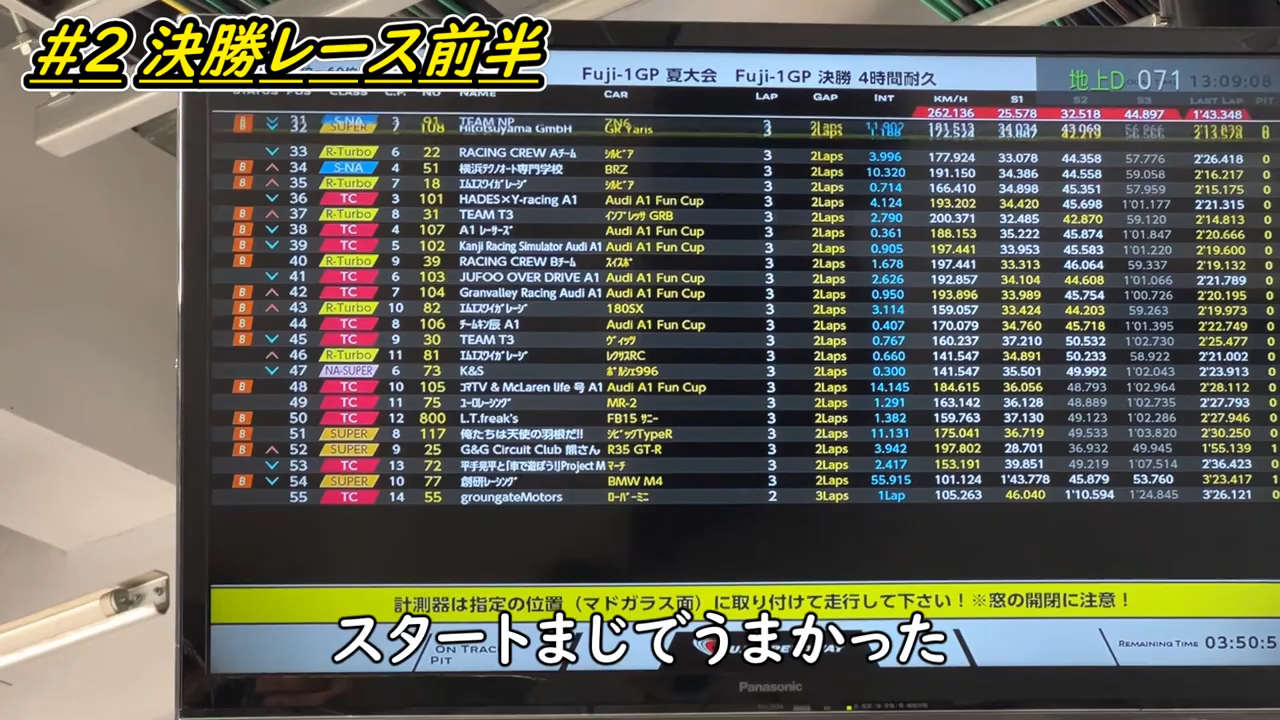 #2 決勝レース前半
Fuji-1GP 夏大会 Fuji-1GP 決勝 4時間耐久 地上D 071 13:09:08
STATUS POS CLASS C.P. NO NAME CAR LAP GAP INT KM/H S1 S2 S3 LAST LAP PIT
262.136 25.578 32.518 44.897 1'43.348
B 31 S-NA 3 91 TEAM NP ZN6 3 2Laps
B 32 SUPER 7 108 Hitotsuyama GmbH GR Yaris 3 2Laps
33 R-Turbo 6 22 RACING CREW Aチーム シルビア 3 2Laps 3.996 177.924 33.078 44.358 57.776 2'26.418 0
B 34 S-NA 4 51 横浜テクノオート専門学校 BRZ 3 2Laps 10.320 191.150 34.386 44.558 59.058 2'16.217 0
B 35 R-Turbo 7 18 エムエスワイガレージ シルビア 3 2Laps 0.714 166.410 34.898 45.351 57.959 2'15.175 0
36 TC 3 101 HADES×Y-racing A1 Audi A1 Fun Cup 3 2Laps 4.124 193.202 34.420 45.698 1'01.177 2'21.315 0
B 37 R-Turbo 8 31 TEAM T3 インプレッサ GRB 3 2Laps 2.790 200.371 32.485 42.870 59.120 2'14.813 0
B 38 TC 4 107 A1 レーサーズ Audi A1 Fun Cup 3 2Laps 0.361 188.153 35.222 45.874 1'01.847 2'20.666 0
B 39 TC 5 102 Kanji Racing Simulator Audi A1 Audi A1 Fun Cup 3 2Laps 0.905 197.441 33.953 45.583 1'01.220 2'19.600 0
B 40 R-Turbo 9 39 RACING CREW Bチーム スイスポ 3 2Laps 1.678 197.441 33.313 46.064 59.337 2'19.132 0
41 TC 6 103 JUFOO OVER DRIVE A1 Audi A1 Fun Cup 3 2Laps 2.626 192.857 34.104 44.608 1'01.066 2'21.789 0
B 42 TC 7 104 Granvalley Racing Audi A1 Audi A1 Fun Cup 3 2Laps 0.950 193.896 33.989 45.754 1'00.726 2'20.195 0
B 43 R-Turbo 10 82 エムエスワイガレージ 180SX 3 2Laps 3.114 159.057 33.424 44.203 59.263 2'19.973 0
B 44 TC 8 106 チームキン辰 A1 Audi A1 Fun Cup 3 2Laps 0.407 170.079 34.760 45.718 1'01.395 2'22.749 0
B 45 TC 9 30 TEAM T3 ヴィッツ 3 2Laps 0.767 160.237 37.210 50.532 1'02.730 2'25.477 0
46 R-Turbo 11 81 エムエスワイガレージ レクサスRC 3 2Laps 0.660 141.547 34.891 50.233 58.922 2'21.002 0
47 NA-SUPER 6 73 K&S ポルシェ996 3 2Laps 0.300 141.547 35.501 49.992 1'02.043 2'23.913 0
B 48 TC 10 105 コマTV & McLaren life 号 A1 Audi A1 Fun Cup 3 2Laps 14.145 184.615 36.056 48.793 1'02.964 2'28.112 0
49 TC 11 75 ユーロレーシング MR-2 3 2Laps 1.291 163.142 36.128 48.889 1'02.735 2'27.793 0
B 50 TC 12 800 L.T.freak's FB15 サニー 3 2Laps 1.382 159.763 37.130 49.123 1'02.286 2'27.946 0
B 51 SUPER 8 117 俺たちは天使の羽根だ!! シビックTypeR 3 2Laps 11.131 175.041 36.719 49.533 1'03.820 2'30.250 0
B 52 SUPER 9 25 G&G Circuit Club 熊さん R35 GT-R 3 2Laps 3.942 197.802 28.701 36.932 49.945 1'55.139 1
53 TC 13 72 平手晃平と「車で遊ぼう!」Project M マーチ 3 2Laps 2.417 153.191 39.851 49.219 1'07.514 2'36.423 0
B 54 SUPER 10 77 創研レーシング BMW M4 3 2Laps 55.915 101.124 1'43.778 45.879 53.760 3'23.417 1
55 TC 14 55 groungateMotors ローバーミニ 2 3Laps 1Lap 105.263 46.040 1'10.594 1'24.845 3'26.121 0
計測器は指定の位置（マドガラス面）に取り付けて走行して下さい！※窓の開閉に注意！
スタートまじでうまかった
ON TRACK
PIT
REMAINING TIME 03:50:5
Panasonic